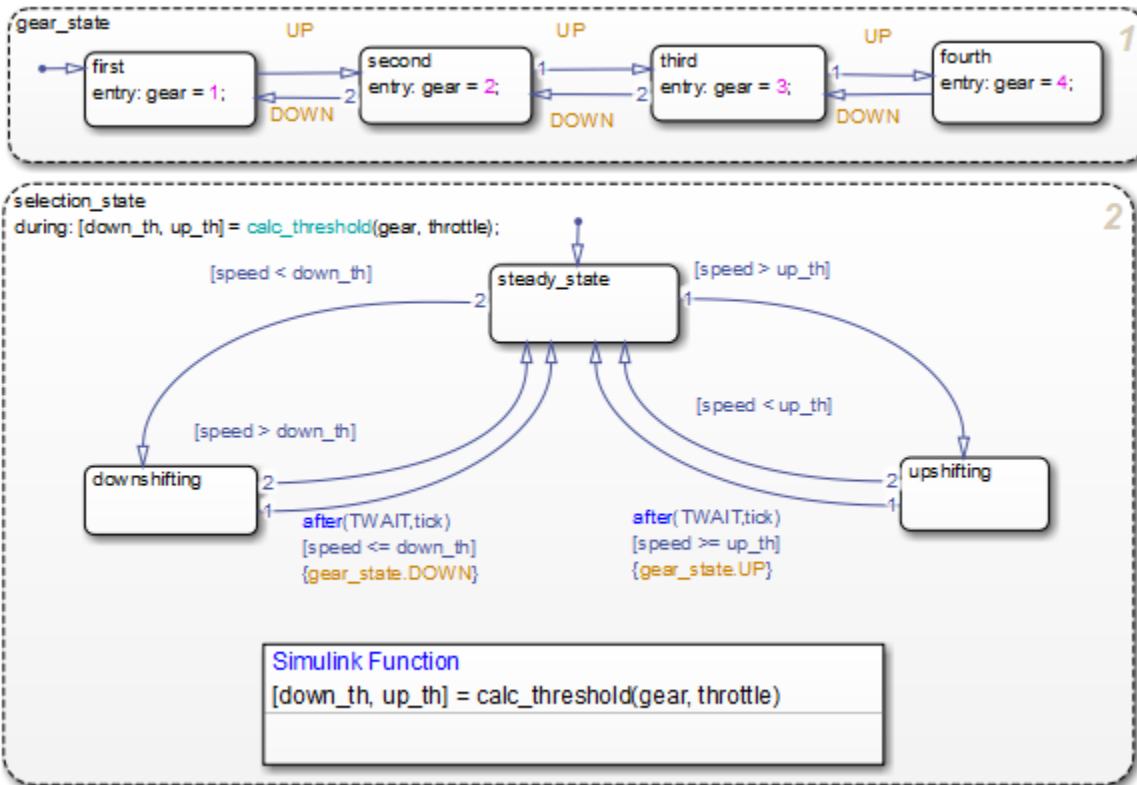 gear_state
1
UP
UP
UP
first
entry: gear = 1;
second
entry: gear = 2;
third
entry: gear = 3;
fourth
entry: gear = 4;
1
2
1
2
1
DOWN
DOWN
DOWN
selection_state
during: [down_th, up_th] = calc_threshold(gear, throttle);
2
[speed < down_th]
steady_state
[speed > up_th]
2
1
[speed > down_th]
[speed < up_th]
downshifting
2
1
upshifting
2
1
after(TWAIT,tick)
[speed <= down_th]
{gear_state.DOWN}
after(TWAIT,tick)
[speed >= up_th]
{gear_state.UP}
Simulink Function
[down_th, up_th] = calc_threshold(gear, throttle)